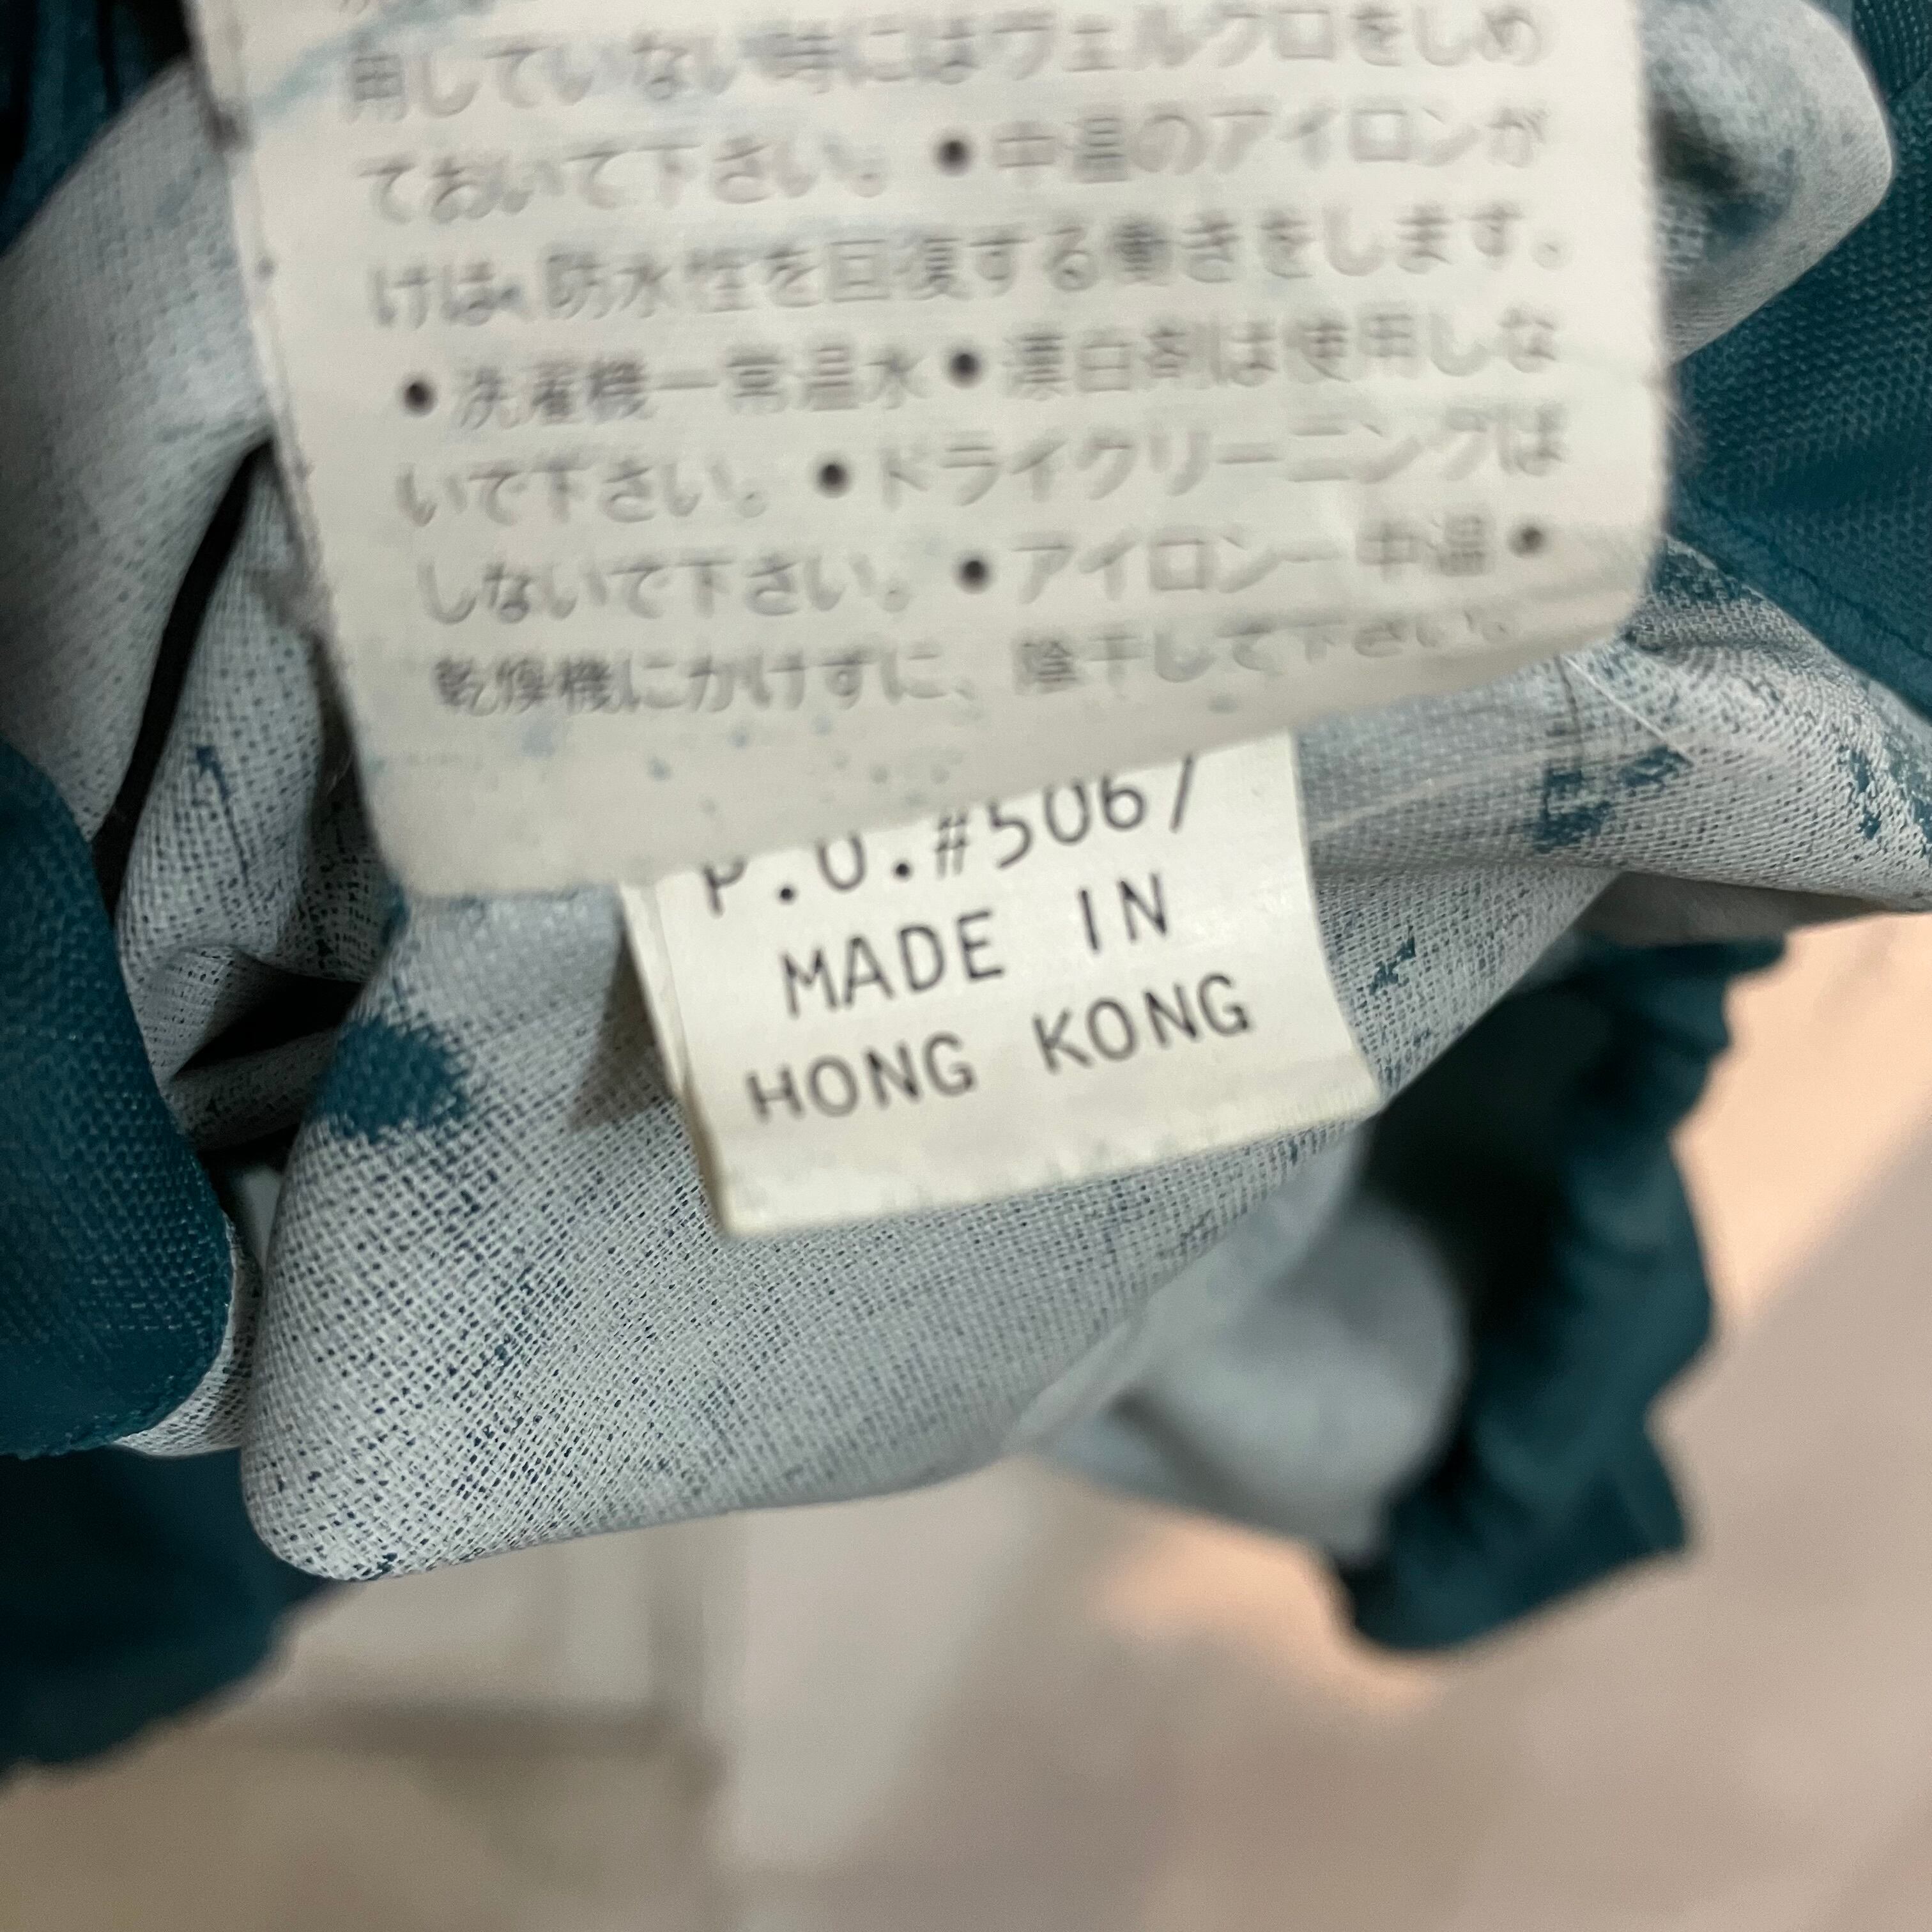 用していない時にはヴェルクロをしめ
ておいて下さい。 ●中温のアイロンが
けは、防水性を回復する働きをします。
●洗濯機ー常温水●漂白剤は使用しな
いで下さい。 ●ドライクリーニングは
しないで下さい。 ●アイロンー中温●
乾燥機にかけずに、陰干して下さい。
P.O.#5067
MADE IN
HONG KONG